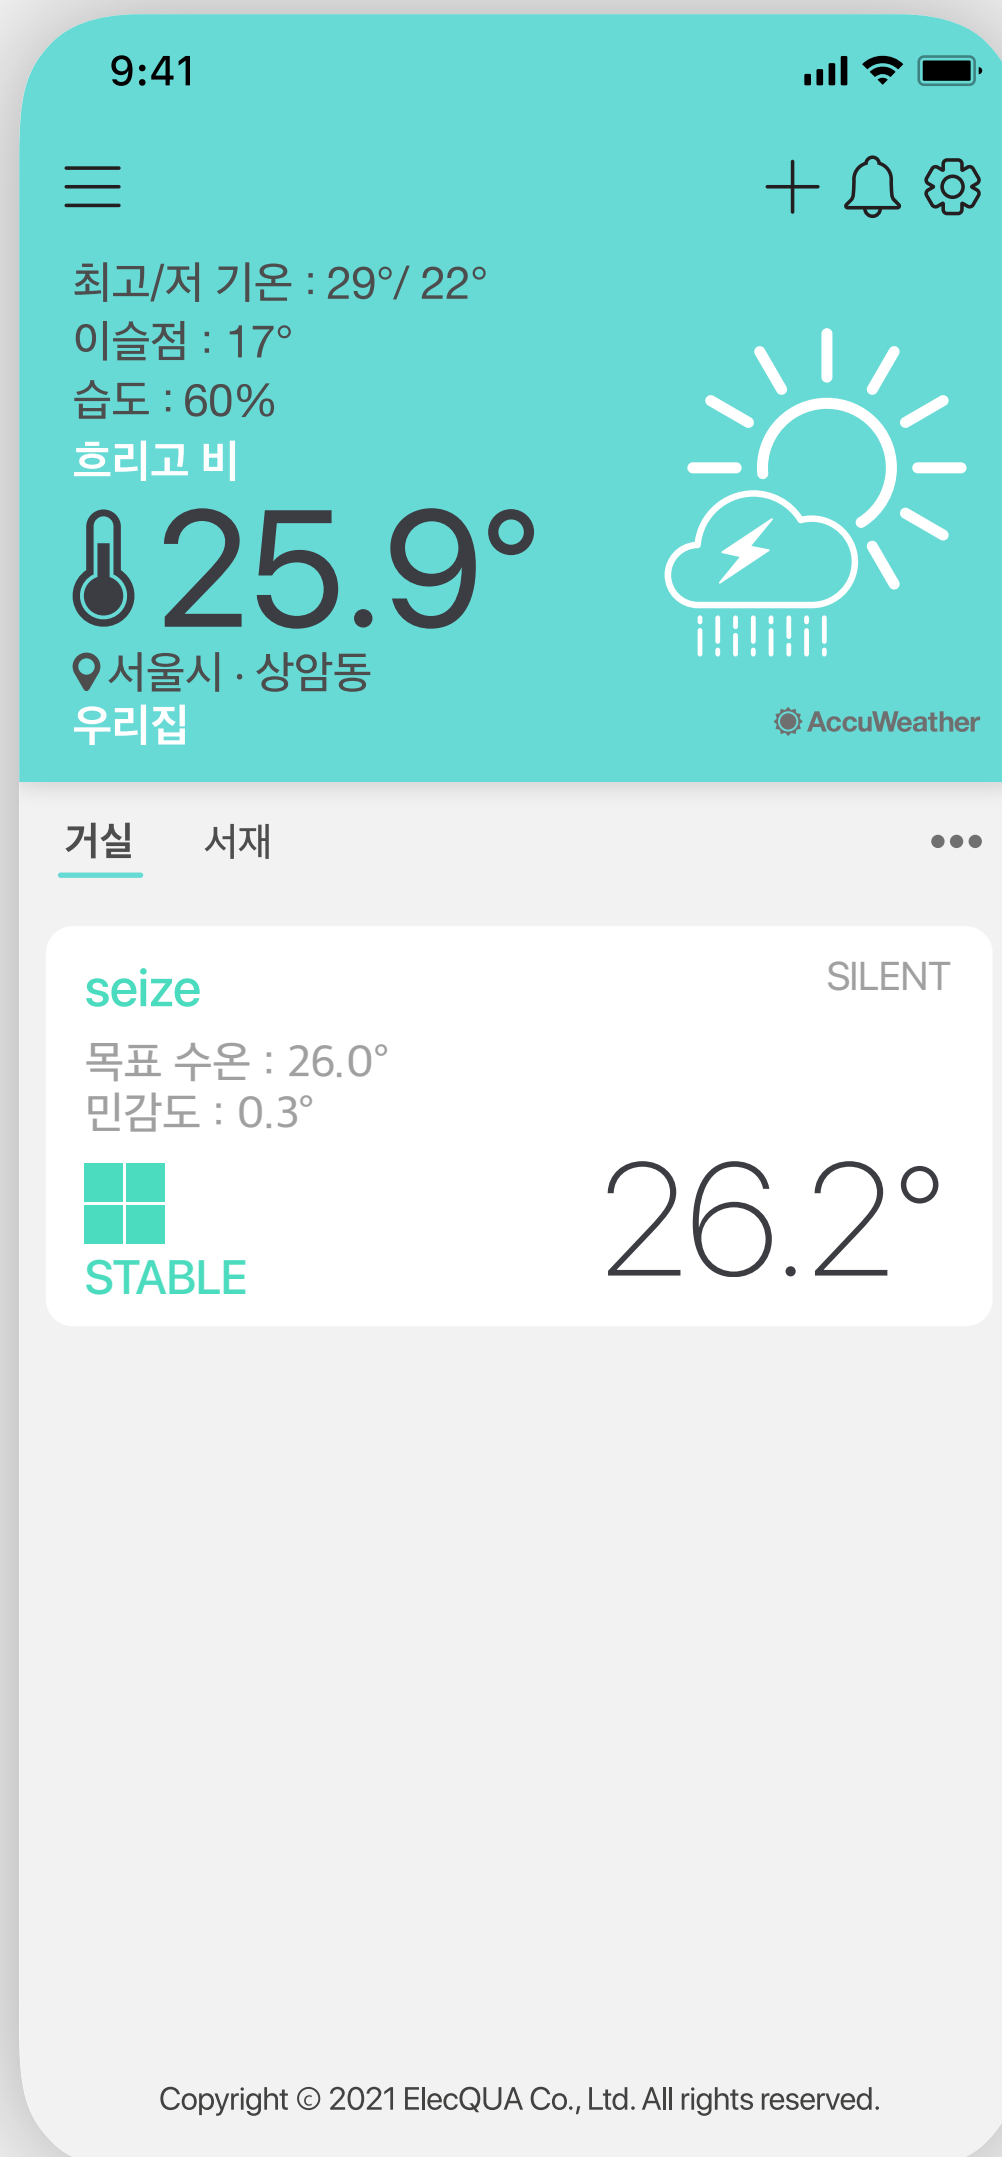 9:41
최고/저 기온 : 29°/ 22°
이슬점 : 17°
습도 : 60%
흐리고 비
25.9°
서울시 · 상암동
우리집
AccuWeather
거실 서재
seize
SILENT
목표 수온 : 26.0°
민감도 : 0.3°
26.2°
STABLE
Copyright © 2021 ElecQUA Co., Ltd. All rights reserved.